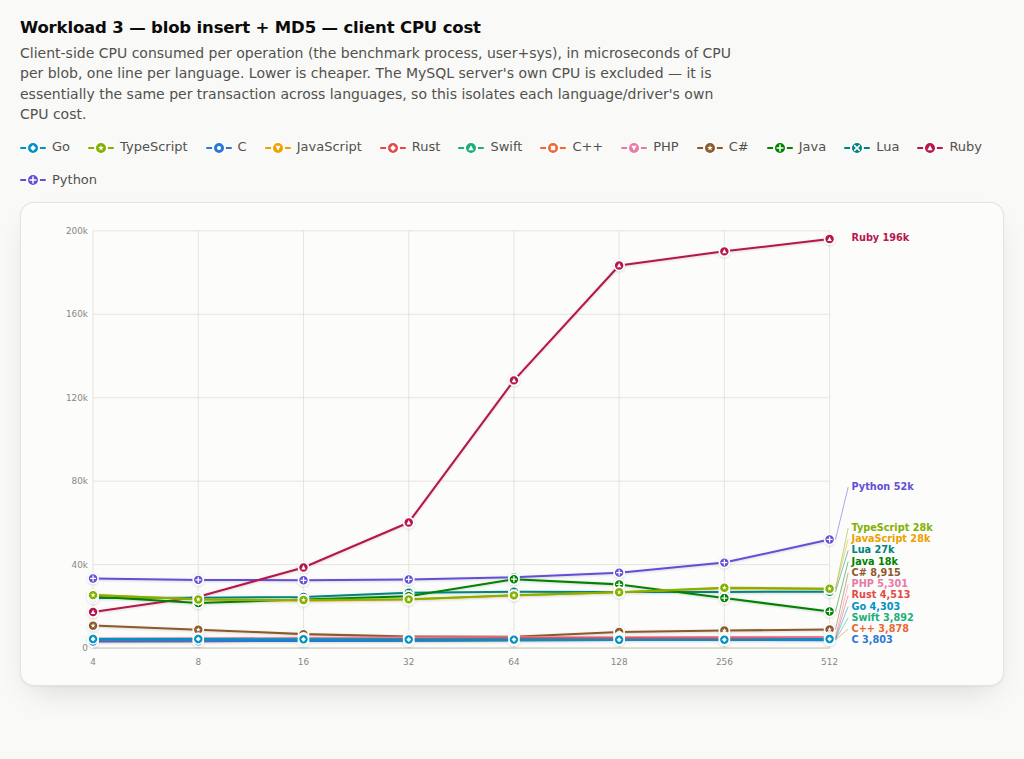 Workload 3 — blob insert + MD5 — client CPU cost
Client-side CPU consumed per operation (the benchmark process, user+sys), in microseconds of CPU
per blob, one line per language. Lower is cheaper. The MySQL server's own CPU is excluded — it is
essentially the same per transaction across languages, so this isolates each language/driver's own
CPU cost.
Go TypeScript C JavaScript Rust Swift C++ PHP C# Java Lua Ruby
Python
200k
160k
120k
80k
40k
0
4 8 16 32 64 128 256 512
Ruby 196k
Python 52k
TypeScript 28k
JavaScript 28k
Lua 27k
Java 18k
C# 8,915
PHP 5,301
Rust 4,513
Go 4,303
Swift 3,892
C++ 3,878
C 3,803